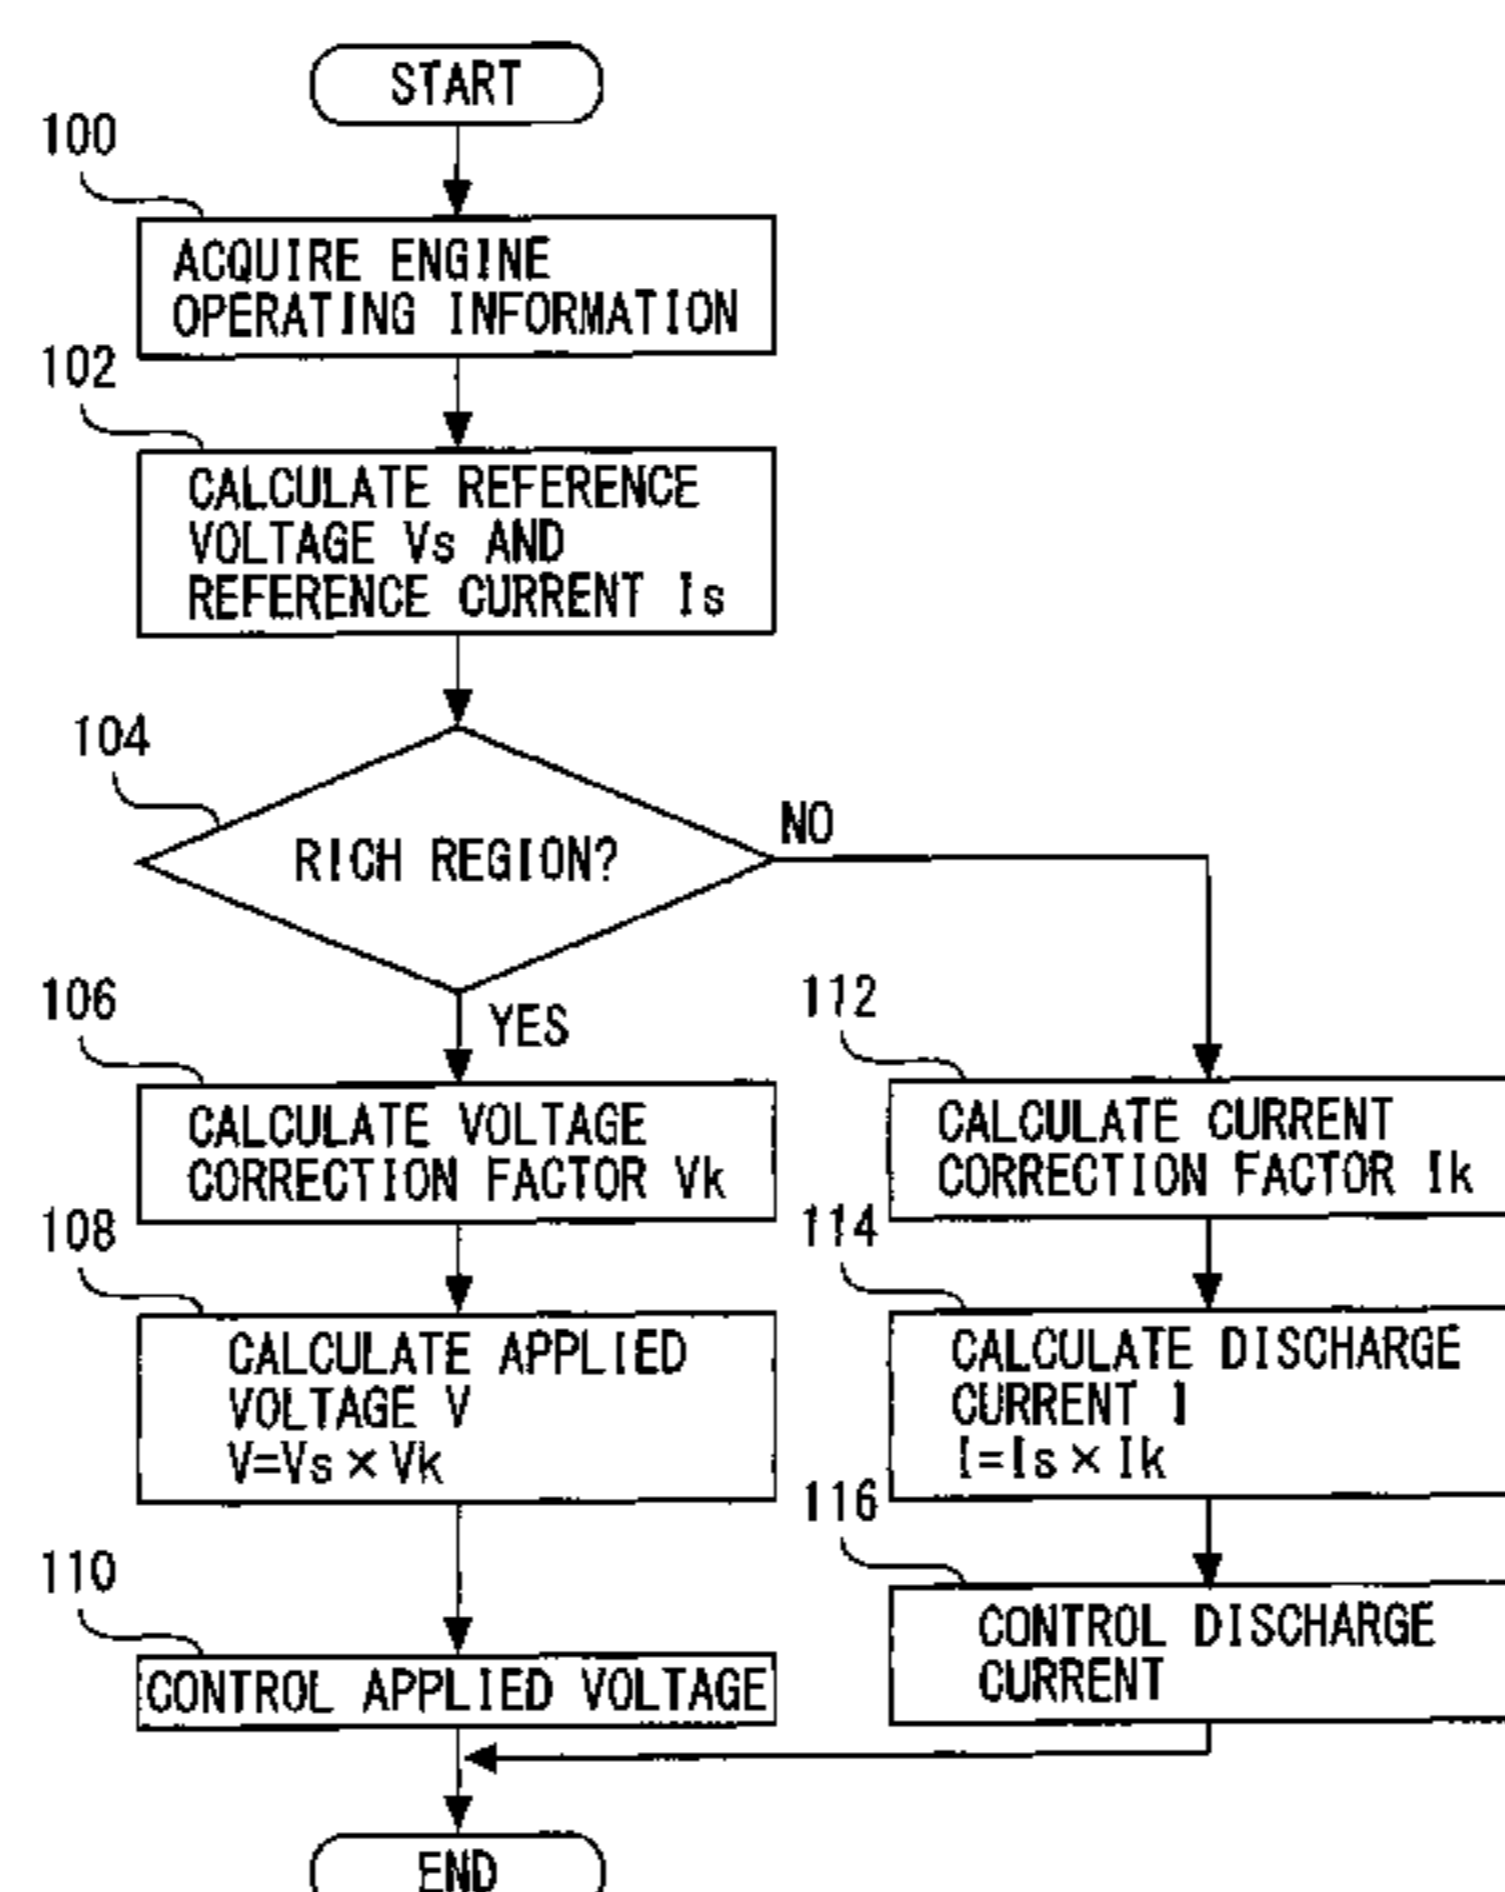 START
100
ACQUIRE ENGINE
OPERATING INFORMATION
102
CALCULATE REFERENCE
VOLTAGE Vs AND
REFERENCE CURRENT Is
104
RICH REGION?
NO
YES
106
CALCULATE VOLTAGE
CORRECTION FACTOR Vk
108
CALCULATE APPLIED
VOLTAGE V
V=Vs×Vk
110
CONTROL APPLIED VOLTAGE
112
CALCULATE CURRENT
CORRECTION FACTOR Ik
114
CALCULATE DISCHARGE
CURRENT I
I=Is×Ik
116
CONTROL DISCHARGE
CURRENT
END